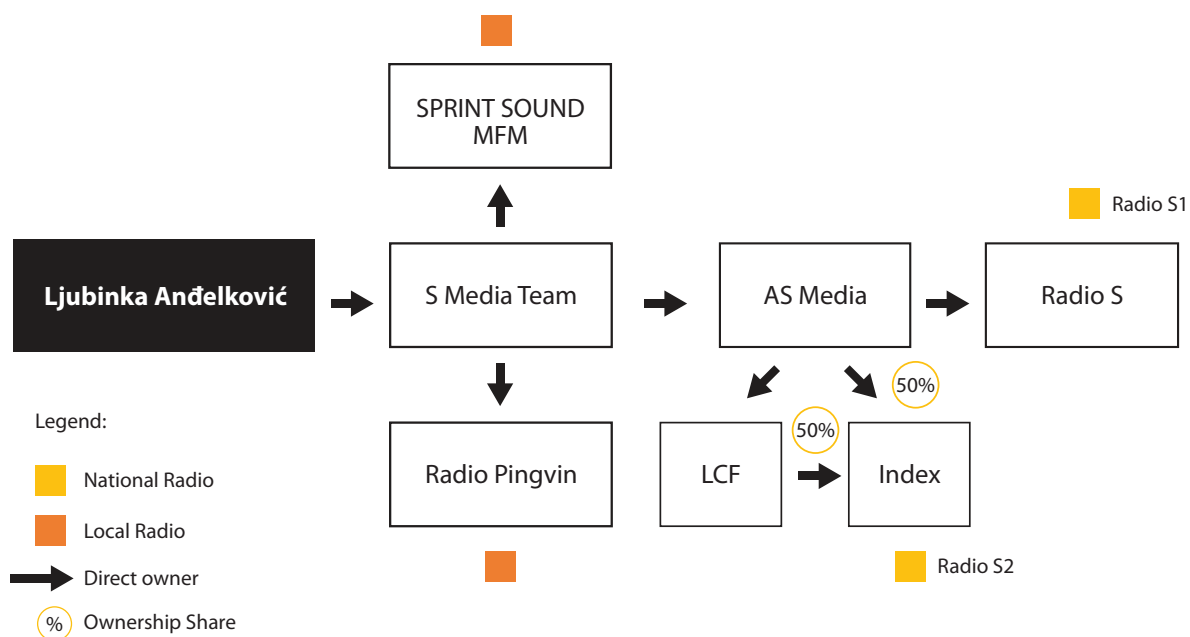 SPRINT SOUND
MFM
Radio S1
Ljubinka Anđelković
S Media Team
AS Media
Radio S
50%
50%
Legend:
Radio Pingvin
LCF
Index
National Radio
Local Radio
Radio S2
Direct owner
% Ownership Share